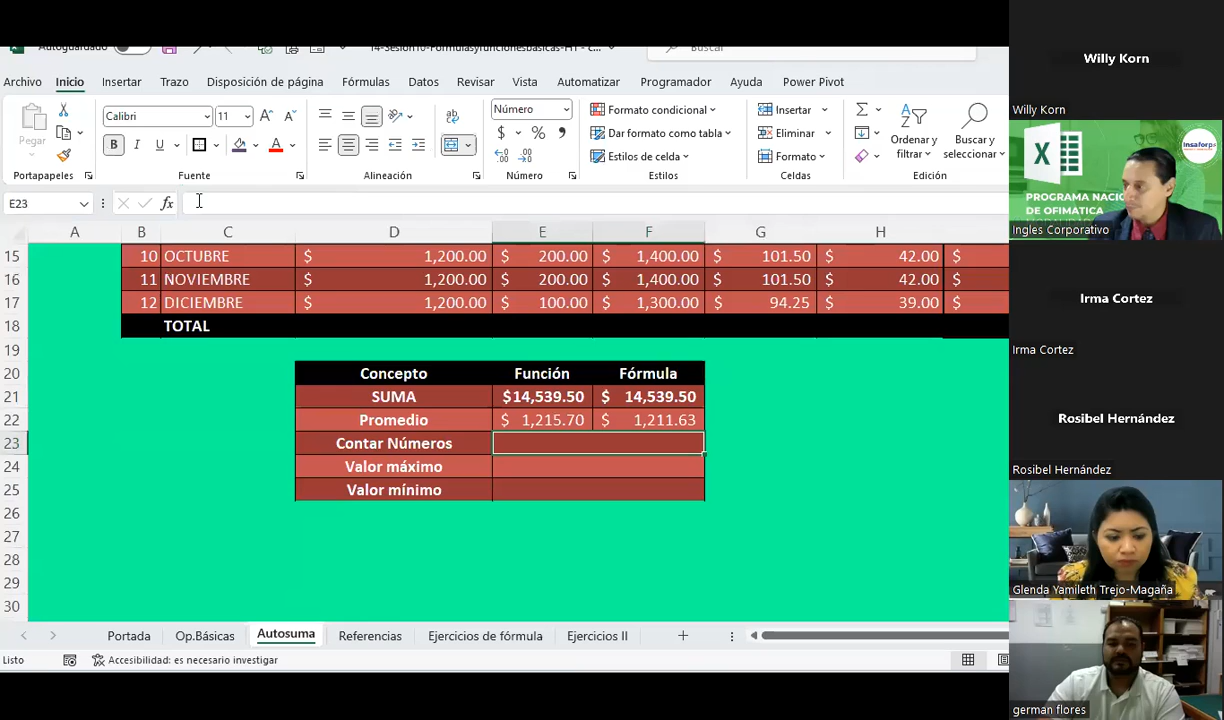 Autoguardado
14-Sesion10-Formulasyfuncionesbasicas-H1 - c...
Buscar
Archivo Inicio Insertar Trazo Disposición de página Fórmulas Datos Revisar Vista Automatizar Programador Ayuda Power Pivot
Pegar
Calibri 11
N K S
Número
$ %
Formato condicional
Dar formato como tabla
Estilos de celda
Insertar
Eliminar
Formato
Ordenar y filtrar
Buscar y seleccionar
Portapapeles Fuente Alineación Número Estilos Celdas Edición
E23 fx
A B C D E F G H
15 10 OCTUBRE $ 1,200.00 $ 200.00 $ 1,400.00 $ 101.50 $ 42.00 $
16 11 NOVIEMBRE $ 1,200.00 $ 200.00 $ 1,400.00 $ 101.50 $ 42.00 $
17 12 DICIEMBRE $ 1,200.00 $ 100.00 $ 1,300.00 $ 94.25 $ 39.00 $
18 TOTAL
19
20 Concepto Función Fórmula
21 SUMA $14,539.50 $ 14,539.50
22 Promedio $ 1,215.70 $ 1,211.63
23 Contar Números
24 Valor máximo
25 Valor mínimo
26
27
28
29
30
Portada Op.Básicas Autosuma Referencias Ejercicios de fórmula Ejercicios II
Listo Accesibilidad: es necesario investigar
Willy Korn
Willy Korn
insaforp
PROGRAMA NACIO
DE OFIMATICA
Ingles Corporativo
Irma Cortez
Irma Cortez
Rosibel Hernández
Rosibel Hernández
Glenda Yamileth Trejo-Magaña
german flores